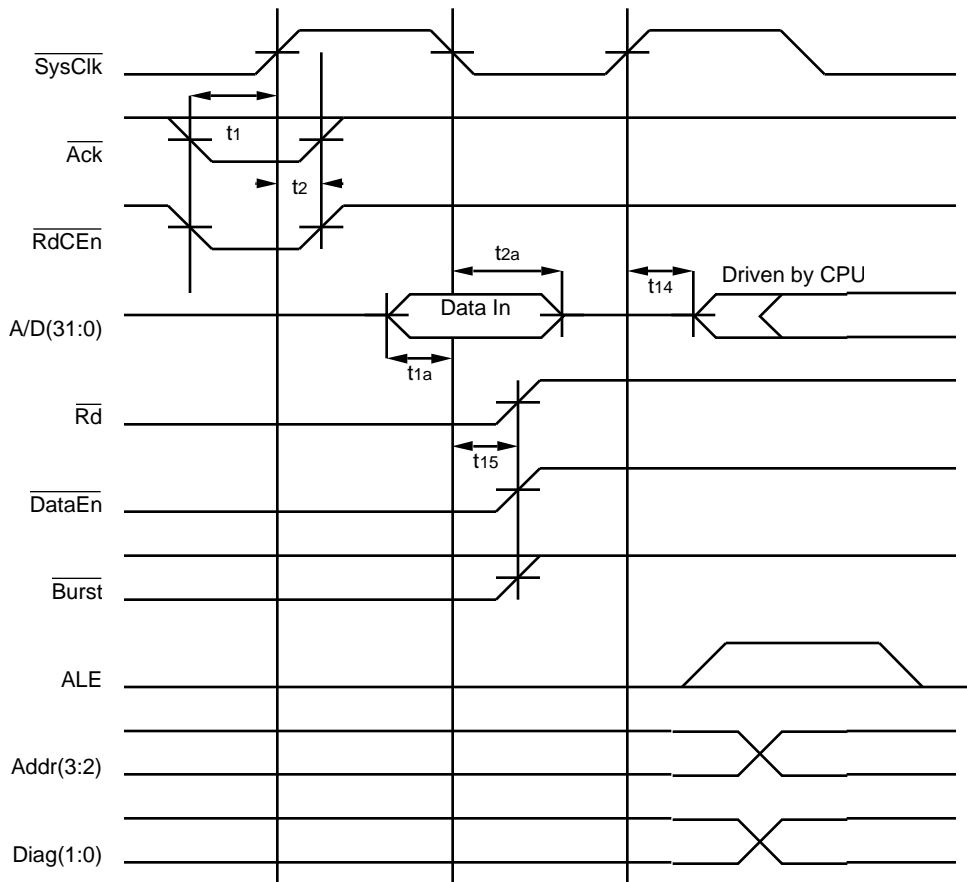 SysClk
t1
Ack
t2
RdCEn
t2a
t14
Driven by CPU
Data In
A/D(31:0)
t1a
Rd
t15
DataEn
Burst
ALE
Addr(3:2)
Diag(1:0)